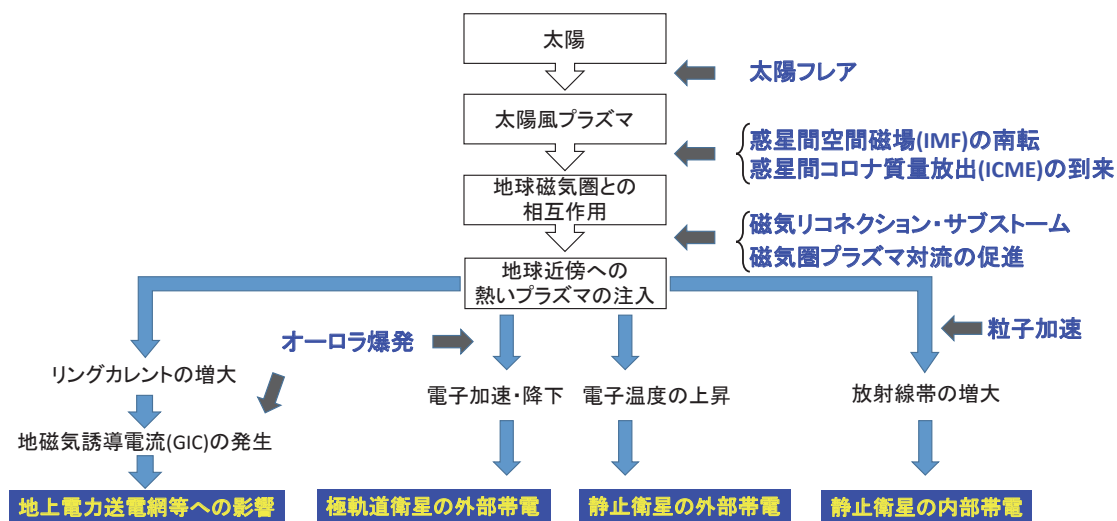 太陽
太陽フレア
太陽風プラズマ
惑星間空間磁場(IMF)の南転
惑星間コロナ質量放出(ICME)の到来
地球磁気圏との
相互作用
磁気リコネクション・サブストーム
磁気圏プラズマ対流の促進
地球近傍への
熱いプラズマの注入
オーロラ爆発
粒子加速
リングカレントの増大
電子加速・降下
電子温度の上昇
放射線帯の増大
地磁気誘導電流(GIC)の発生
地上電力送電網等への影響
極軌道衛星の外部帯電
静止衛星の外部帯電
静止衛星の内部帯電